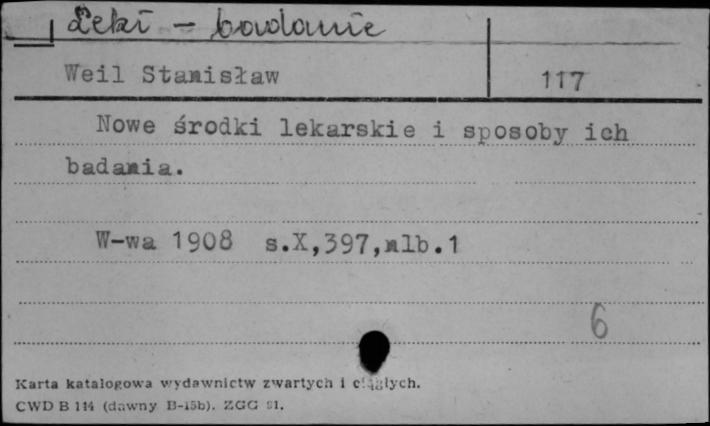 Leki - badanie
Weil Stanisław 117
Nowe środki lekarskie i sposoby ich
badania.
W-wa 1908 s.X,397,nlb.1
6
Karta katalogowa wydawnictw zwartych i ciągłych.
CWD B 114 (dawny B-15b). ZGG 81.